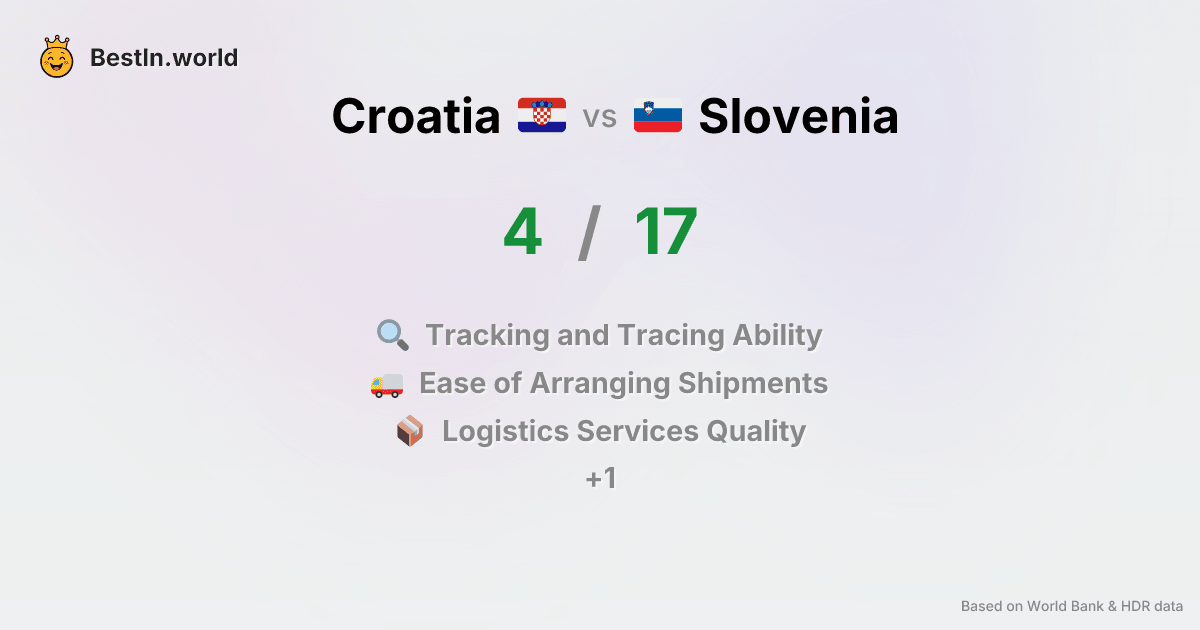 BestIn.world
Croatia vs Slovenia
4 / 17
Tracking and Tracing Ability
Ease of Arranging Shipments
Logistics Services Quality
+1
Based on World Bank & HDR data